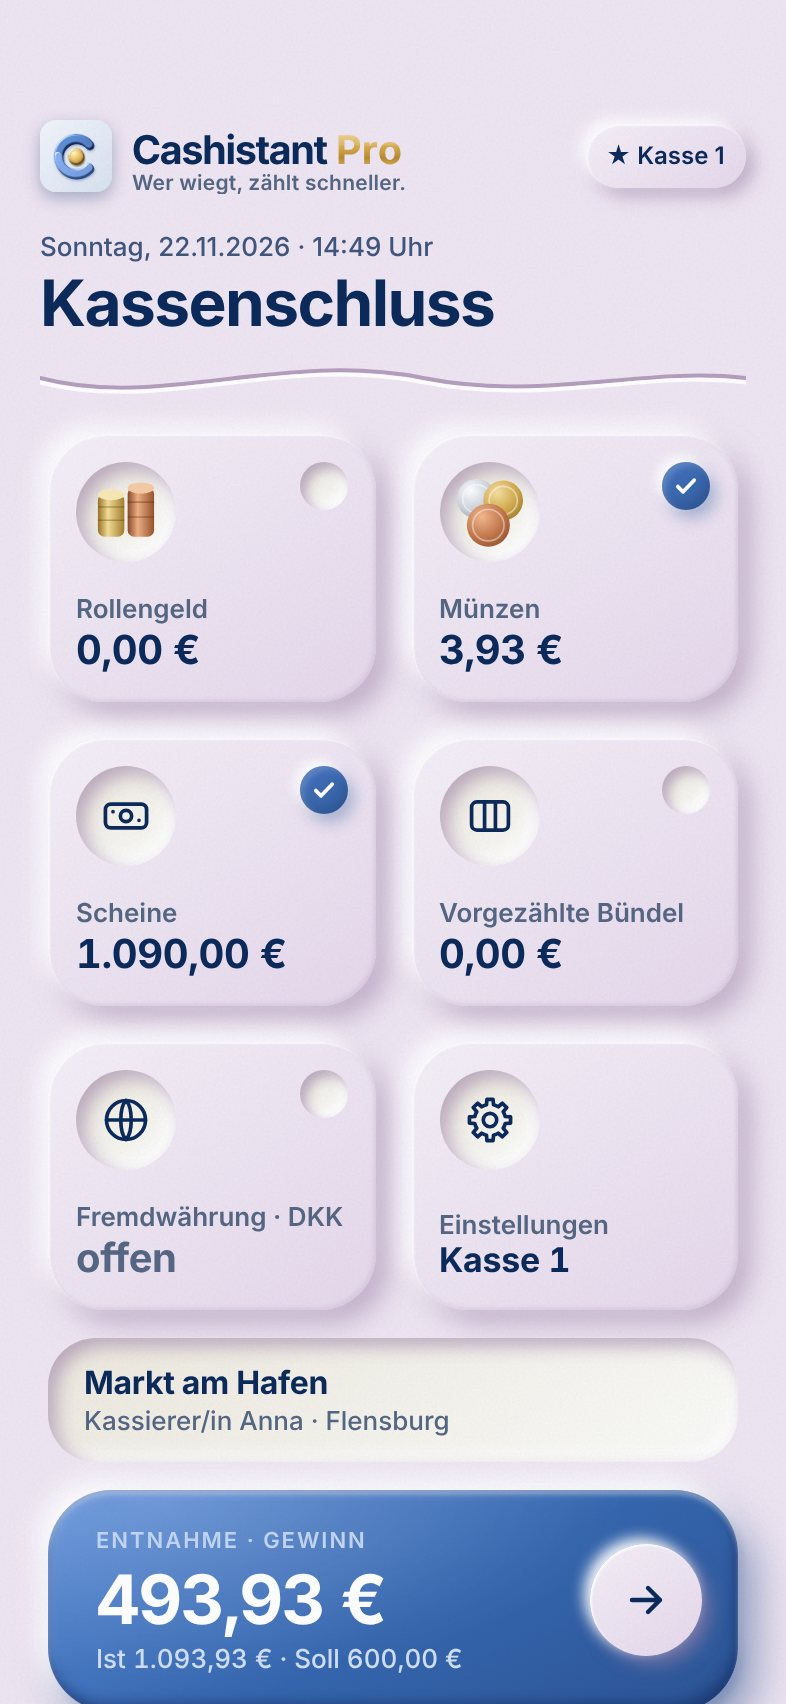 Cashistant Pro
Wer wiegt, zählt schneller.
★ Kasse 1
Sonntag, 22.11.2026 · 14:49 Uhr
Kassenschluss
Rollengeld
0,00 €
Münzen
3,93 €
Scheine
1.090,00 €
Vorgezählte Bündel
0,00 €
Fremdwährung · DKK
offen
Einstellungen
Kasse 1
Markt am Hafen
Kassierer/in Anna · Flensburg
ENTNAHME · GEWINN
493,93 €
Ist 1.093,93 € · Soll 600,00 €